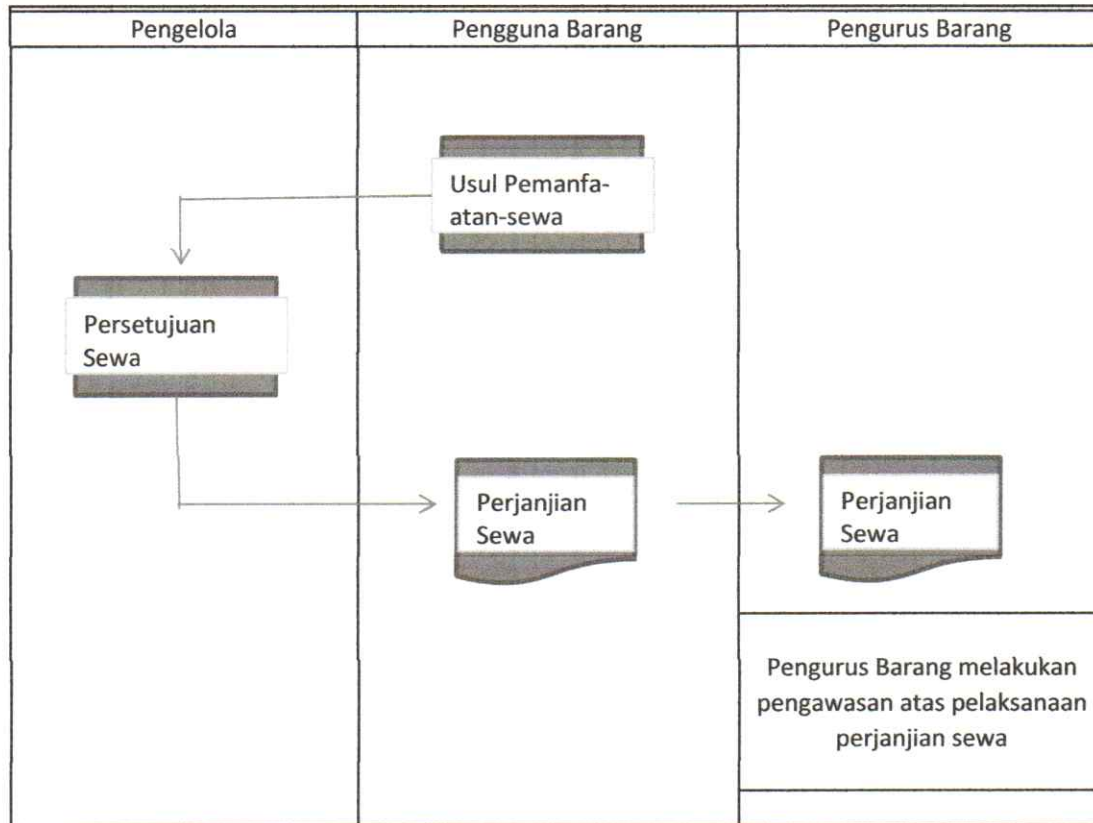 Pengelola
Pengguna Barang
Pengurus Barang
Usul Pemanfa-
atan-sewa
Persetujuan
Sewa
Perjanjian
Sewa
Perjanjian
Sewa
Pengurus Barang melakukan
pengawasan atas pelaksanaan
perjanjian sewa